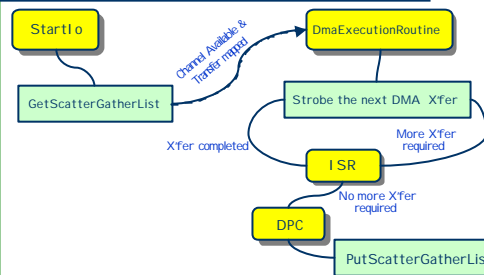 StartIo
DmaExecutionRoutine
Channel Available &
Transfer mapped
GetScatterGatherList
Strobe the next DMA X'fer
X'fer completed
More X'fer
required
ISR
No more X'fer
required
DPC
PutScatterGatherLis